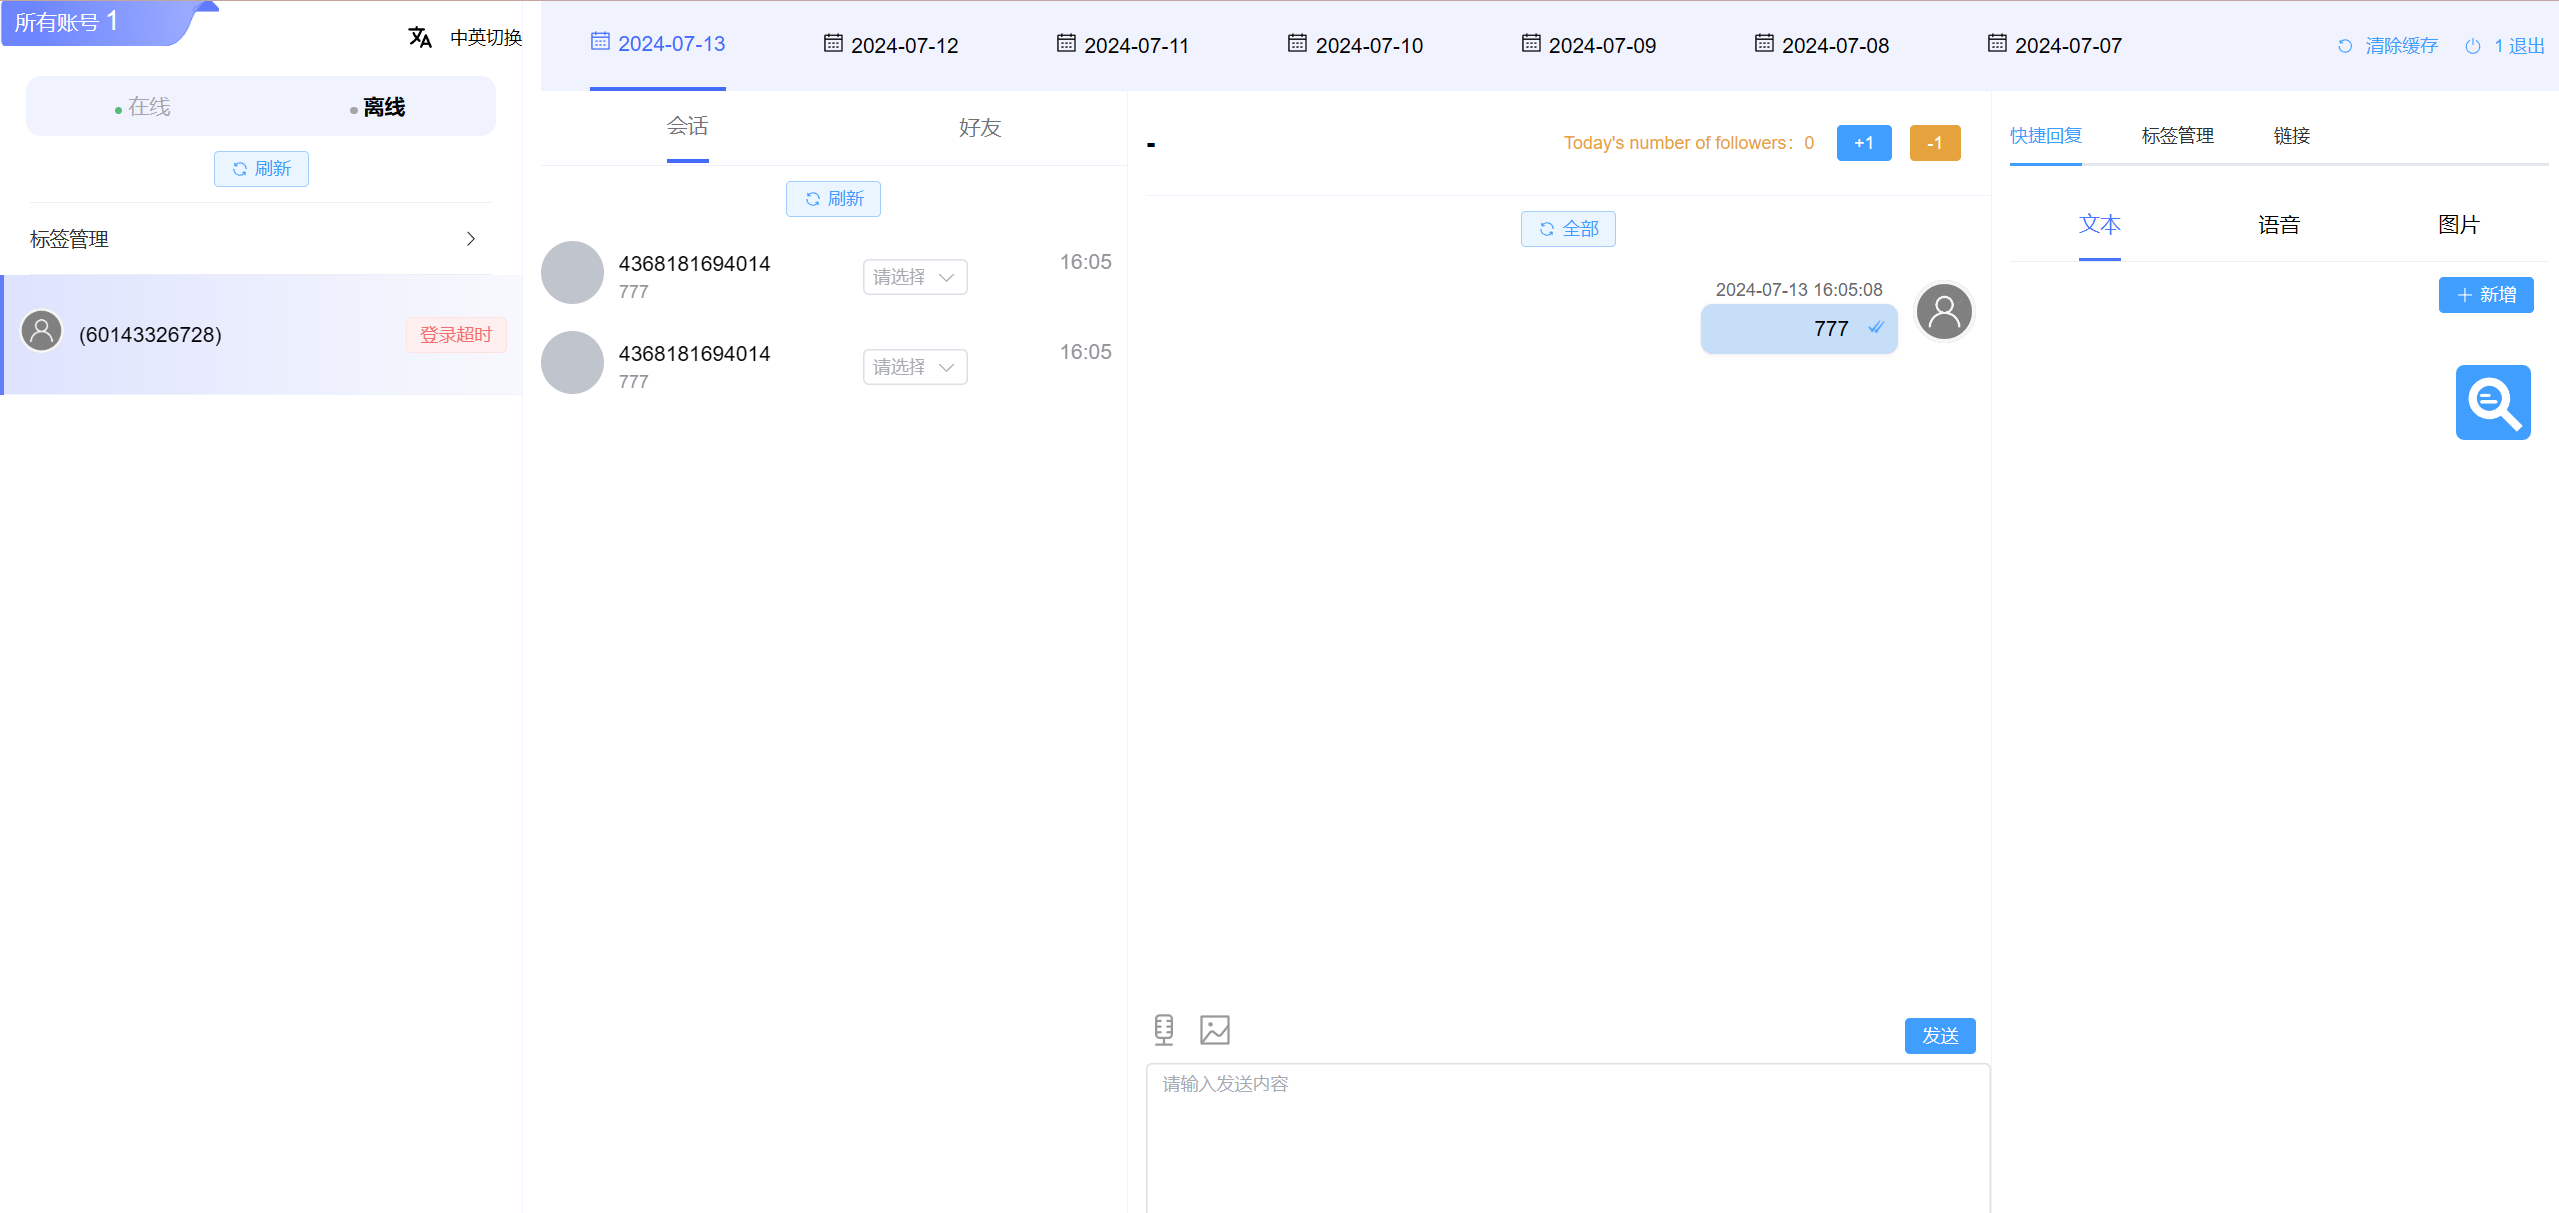 所有账号 1
中英切换
在线
离线
刷新
标签管理
(60143326728)
登录超时
2024-07-13
2024-07-12
2024-07-11
2024-07-10
2024-07-09
2024-07-08
2024-07-07
清除缓存
1 退出
会话
好友
刷新
4368181694014
777
请选择
16:05
4368181694014
777
请选择
16:05
-
Today's number of followers：0
+1
-1
全部
2024-07-13 16:05:08
777
发送
请输入发送内容
快捷回复
标签管理
链接
文本
语音
图片
新增